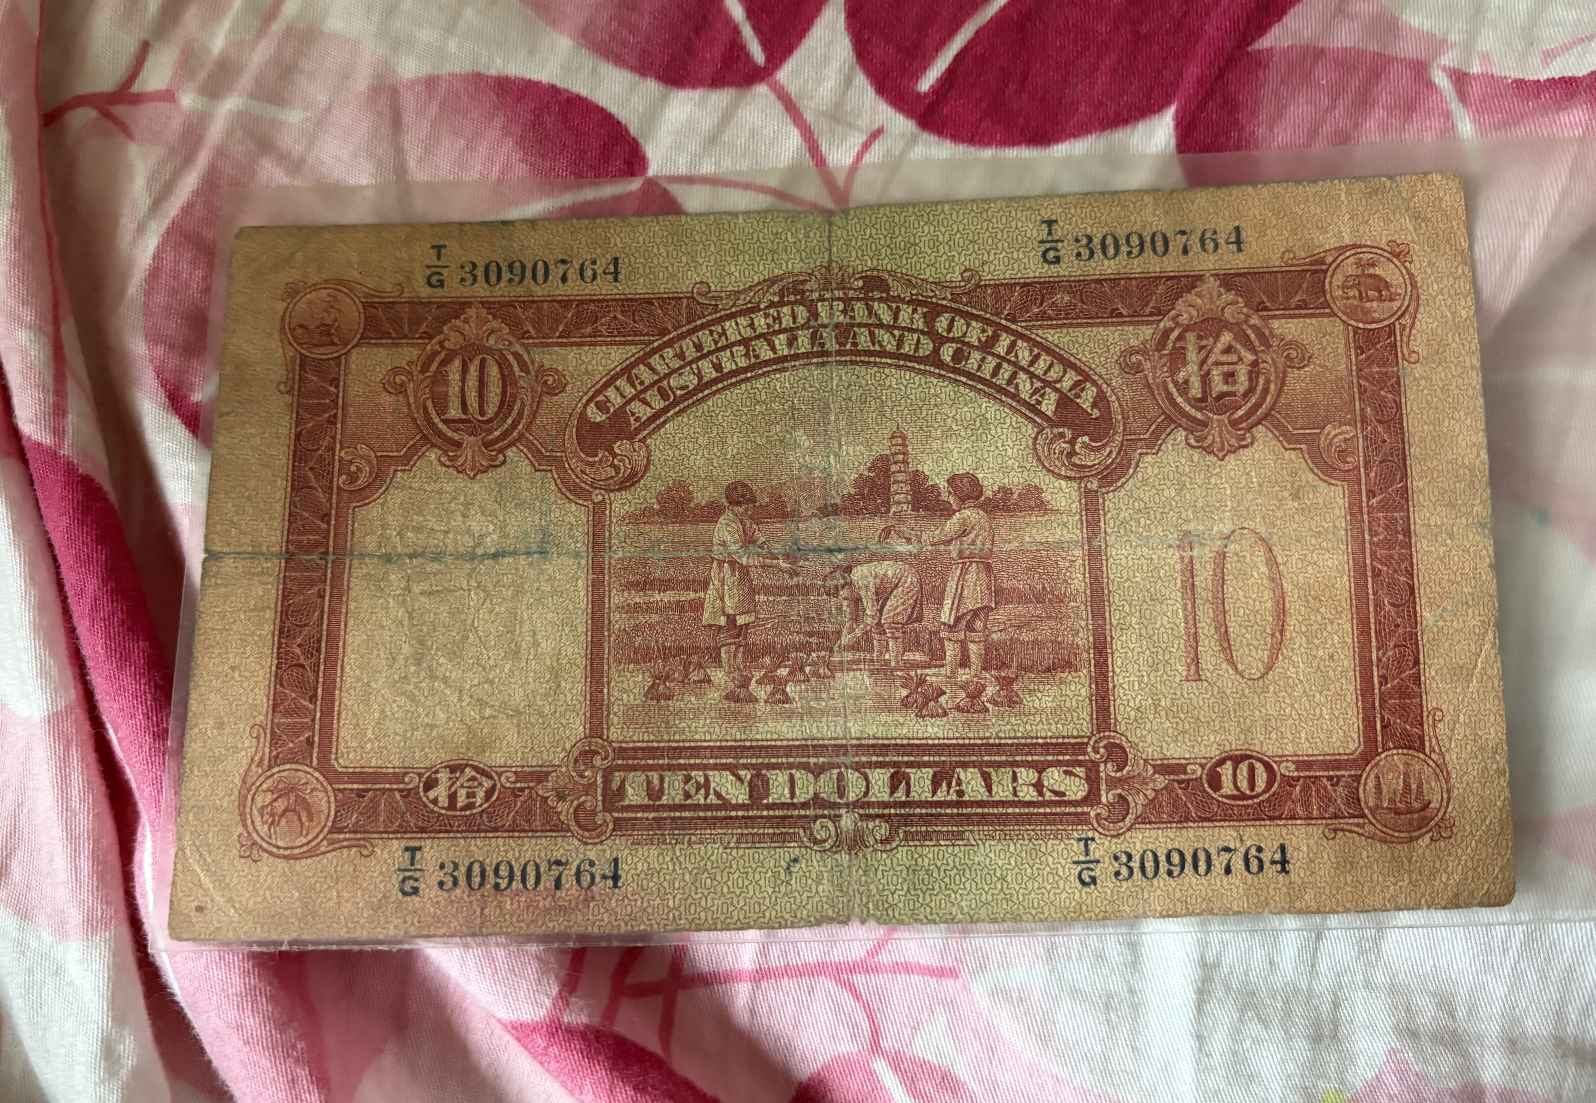 T/G 3090764
T/G 3090764
CHARTERED BANK OF INDIA
AUSTRALIA AND CHINA
10
拾
10
拾
TEN DOLLARS
10
T/G 3090764
T/G 3090764